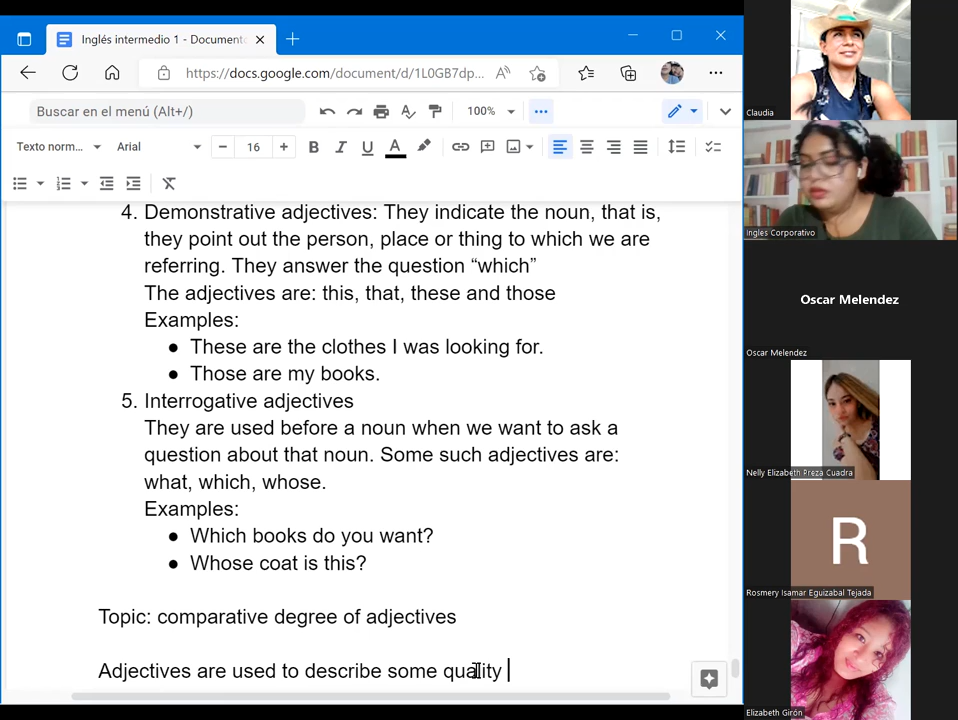 Inglés intermedio 1 - Documento
https://docs.google.com/document/d/1L0GB7dp...
Buscar en el menú (Alt+/)
100%
Texto norm...
Arial
16
4. Demonstrative adjectives: They indicate the noun, that is,
they point out the person, place or thing to which we are
referring. They answer the question “which”
The adjectives are: this, that, these and those
Examples:
● These are the clothes I was looking for.
● Those are my books.
5. Interrogative adjectives
They are used before a noun when we want to ask a
question about that noun. Some such adjectives are:
what, which, whose.
Examples:
● Which books do you want?
● Whose coat is this?
Topic: comparative degree of adjectives
Adjectives are used to describe some quality
Claudia
Ingles Corporativo
Oscar Melendez
Oscar Melendez
Nelly Elizabeth Preza Cuadra
R
Rosmery Isamar Eguizabal Tejada
Elizabeth Girón